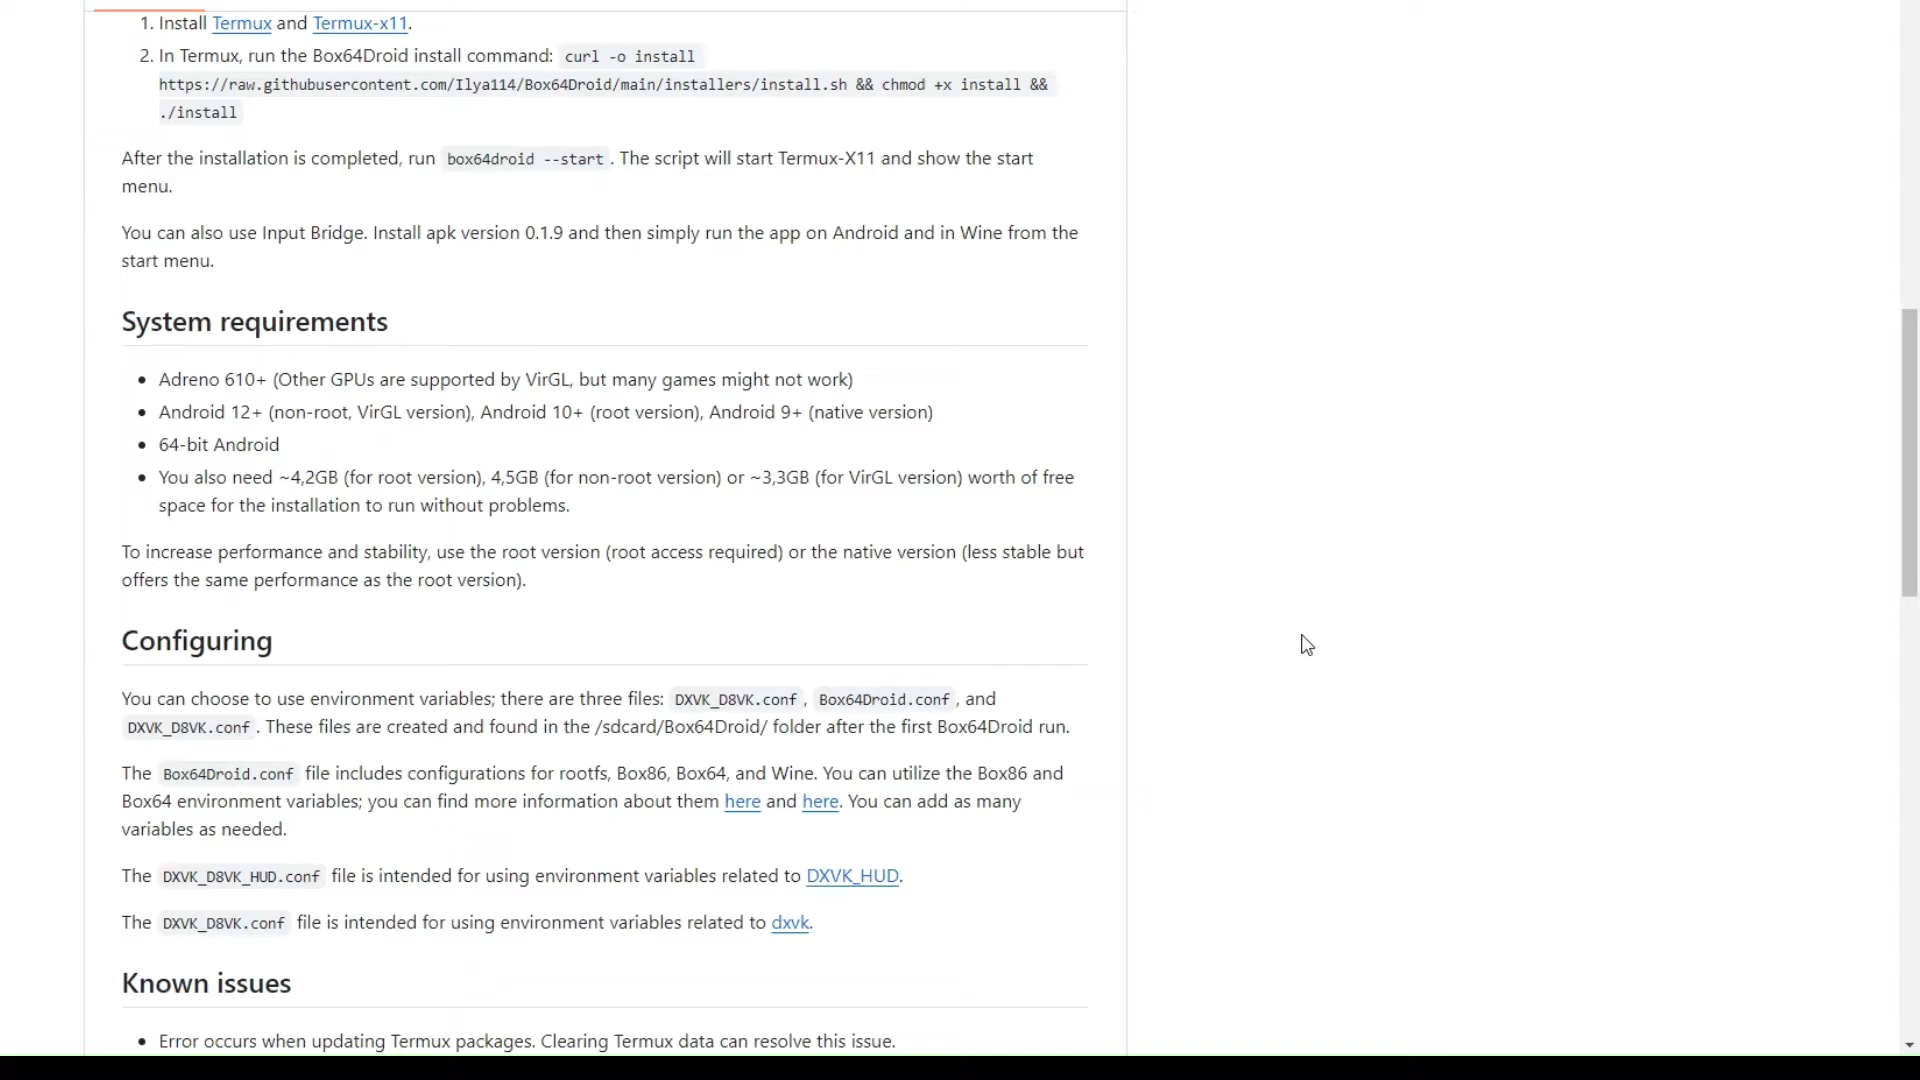 1. Install Termux and Termux-x11.
2. In Termux, run the Box64Droid install command: curl -o install
https://raw.githubusercontent.com/Ilya114/Box64Droid/main/installers/install.sh && chmod +x install &&
./install
After the installation is completed, run box64droid --start. The script will start Termux-X11 and show the start
menu.
You can also use Input Bridge. Install apk version 0.1.9 and then simply run the app on Android and in Wine from the
start menu.
System requirements
• Adreno 610+ (Other GPUs are supported by VirGL, but many games might not work)
• Android 12+ (non-root, VirGL version), Android 10+ (root version), Android 9+ (native version)
• 64-bit Android
• You also need ~4,2GB (for root version), 4,5GB (for non-root version) or ~3,3GB (for VirGL version) worth of free
space for the installation to run without problems.
To increase performance and stability, use the root version (root access required) or the native version (less stable but
offers the same performance as the root version).
Configuring
You can choose to use environment variables; there are three files: DXVK_D8VK.conf, Box64Droid.conf, and
DXVK_D8VK.conf. These files are created and found in the /sdcard/Box64Droid/ folder after the first Box64Droid run.
The Box64Droid.conf file includes configurations for rootfs, Box86, Box64, and Wine. You can utilize the Box86 and
Box64 environment variables; you can find more information about them here and here. You can add as many
variables as needed.
The DXVK_D8VK_HUD.conf file is intended for using environment variables related to DXVK_HUD.
The DXVK_D8VK.conf file is intended for using environment variables related to dxvk.
Known issues
• Error occurs when updating Termux packages. Clearing Termux data can resolve this issue.